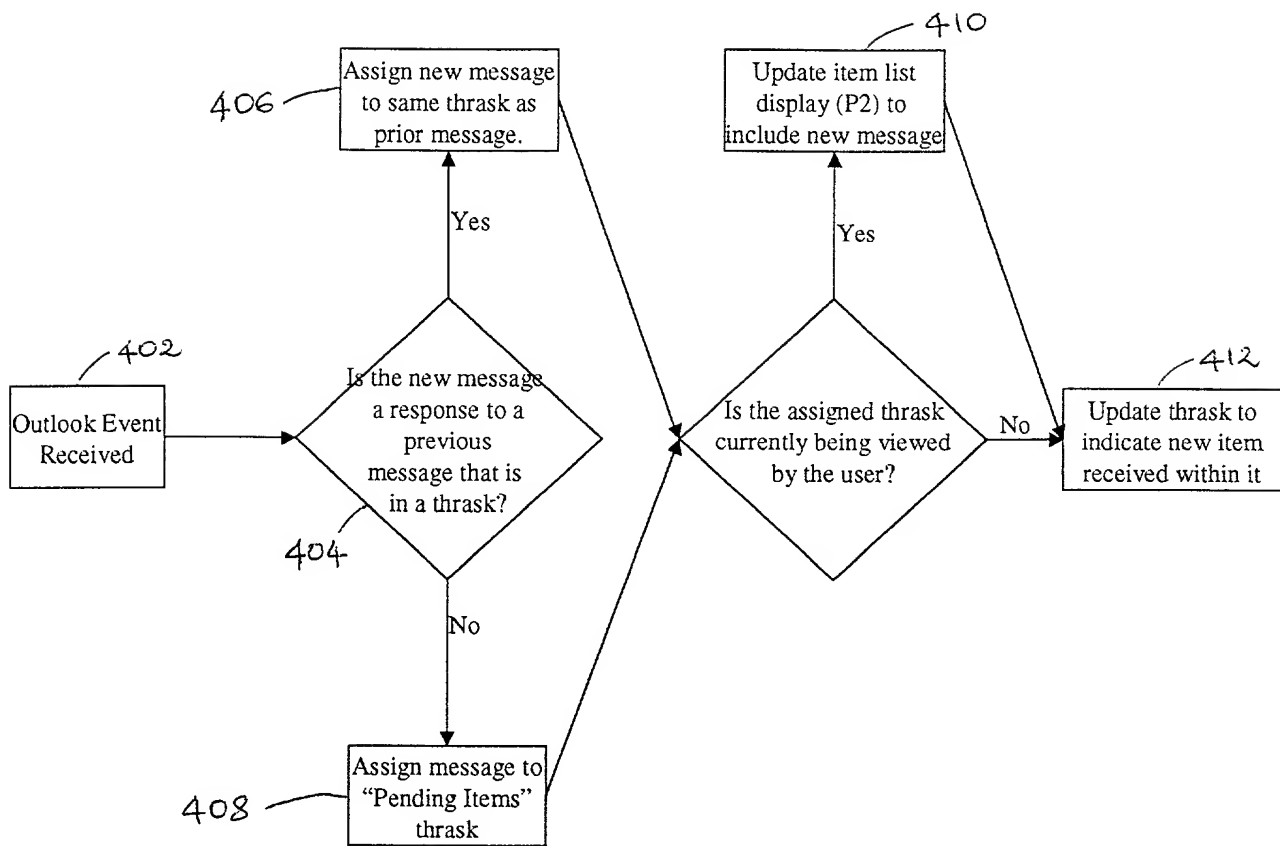 410
Assign new message
to same thrask as
prior message.
406
Update item list
display (P2) to
include new message
Yes
Yes
402
Outlook Event
Received
Is the new message
a response to a
previous
message that is
in a thrask?
404
Is the assigned thrask
currently being viewed
by the user?
No
412
Update thrask to
indicate new item
received within it
No
Assign message to
“Pending Items”
thrask
408